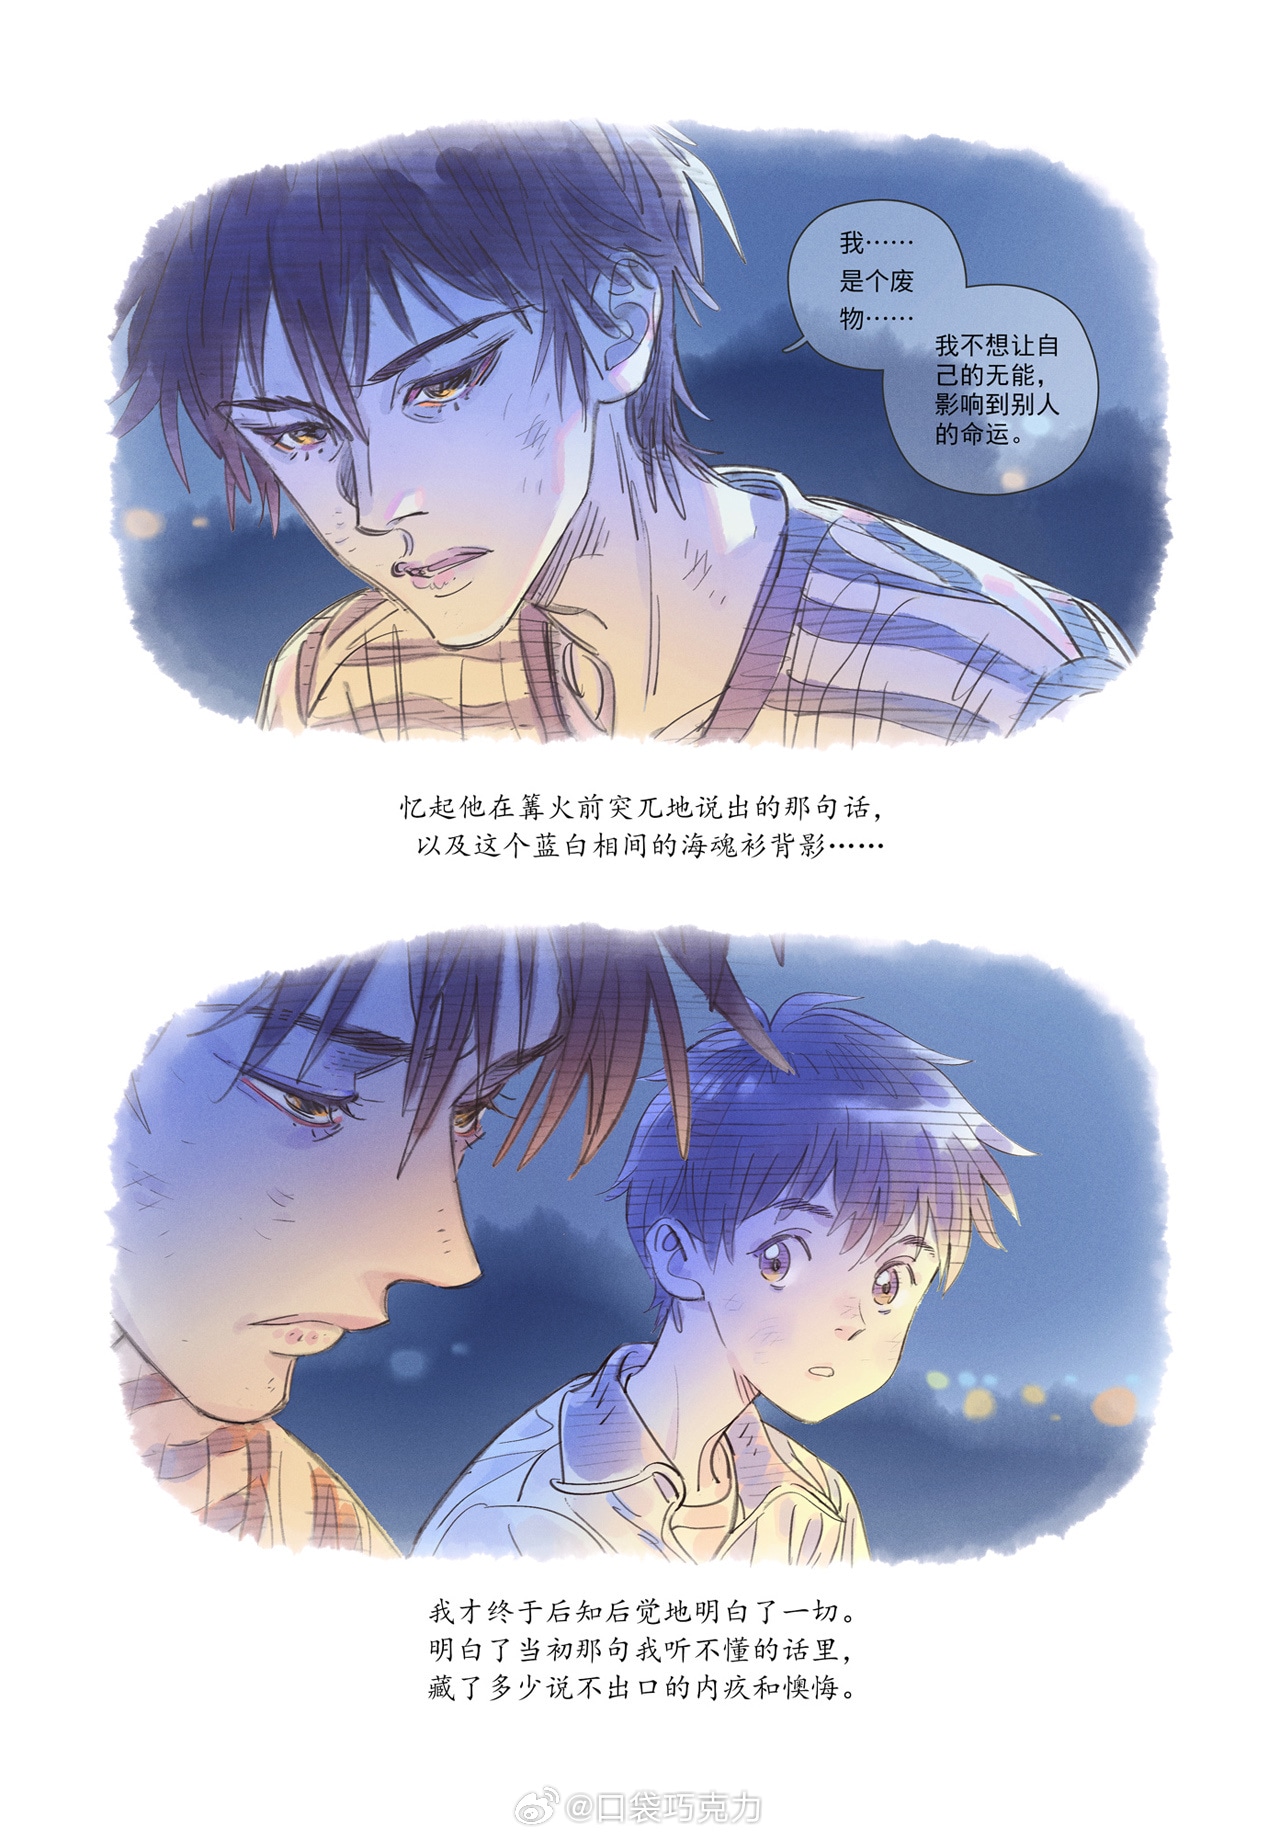 我……
是个废
物……
我不想让自
己的无能，
影响到别人
的命运。
忆起他在篝火前突兀地说出的那句话，
以及这个蓝白相间的海魂衫背影……
我才终于后知后觉地明白了一切。
明白了当初那句我听不懂的话里，
藏了多少说不出口的内疚和懊悔。
@口袋巧克力